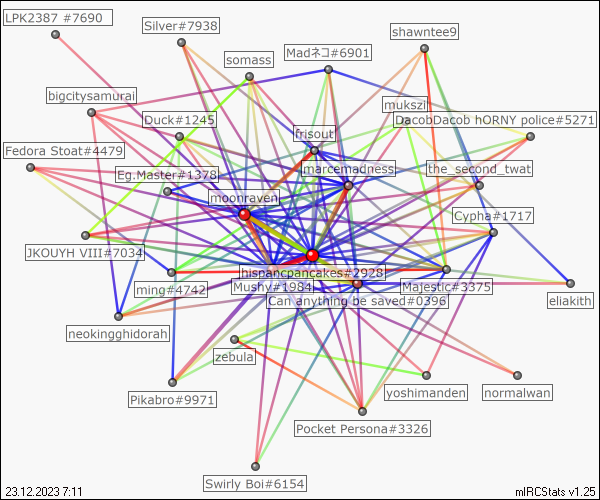 LPK2387 #7690
Silver#7938
shawntee9
Madネコ#6901
somass
bigcitysamurai
mukszi
Duck#1245
DacobDacob hORNY police#5271
frisout
Fedora Stoat#4479
Eg.Master#1378
marcemadness
the_second_twat
moonraven
Cypha#1717
JKOUYH VIII#7034
hispanicpancakes#2928
ming#4742
Mushy#1984
Majestic#3375
eliakith
Can anything be saved#0396
neokingghidorah
zebula
Pikabro#9971
yoshimanden
normalwan
Pocket Persona#3326
Swirly Boi#6154
23.12.2023 7:11
mIRCStats v1.25